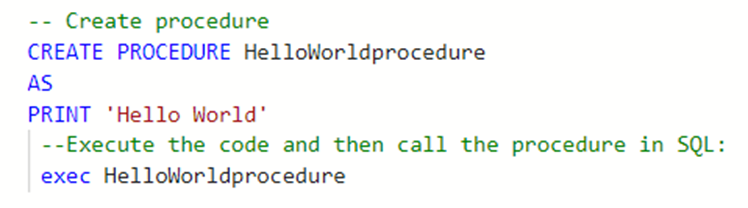 -- Create procedure
CREATE PROCEDURE HelloWorldprocedure
AS
PRINT 'Hello World'
--Execute the code and then call the procedure in SQL:
exec HelloWorldprocedure